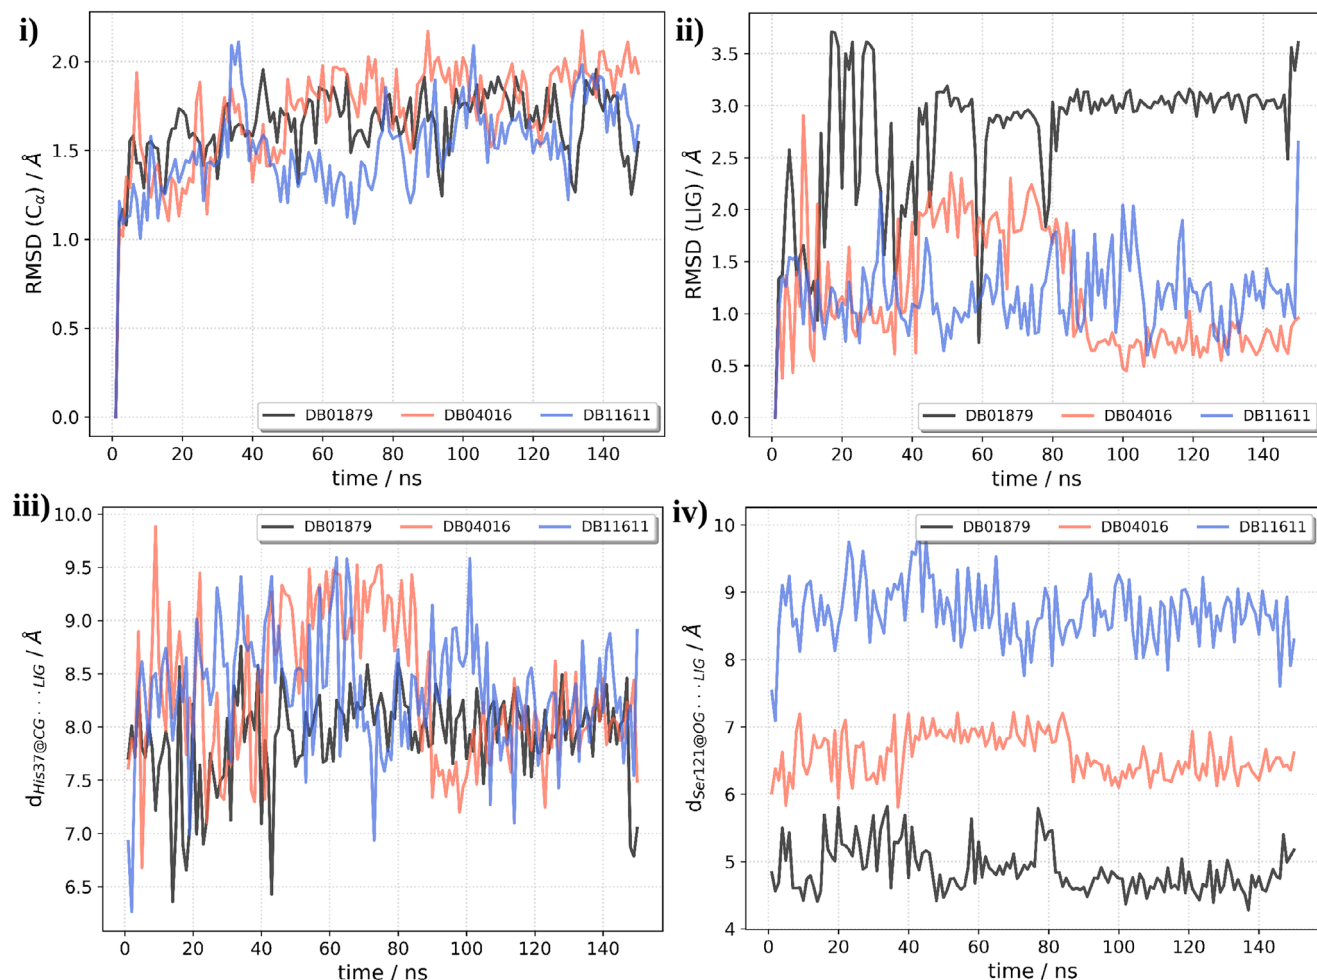 i)
2.0
1.5
1.0
0.5
0.0
RMSD (Cα) / Å
DB01879 DB04016 DB11611
0 20 40 60 80 100 120 140
time / ns
ii)
3.5
3.0
2.5
2.0
1.5
1.0
0.5
0.0
RMSD (LIG) / Å
DB01879 DB04016 DB11611
0 20 40 60 80 100 120 140
time / ns
iii)
10.0
9.5
9.0
8.5
8.0
7.5
7.0
6.5
dHis37@CG···LIG / Å
DB01879 DB04016 DB11611
0 20 40 60 80 100 120 140
time / ns
iv)
10
9
8
7
6
5
4
dSer121@OG···LIG / Å
DB01879 DB04016 DB11611
0 20 40 60 80 100 120 140
time / ns